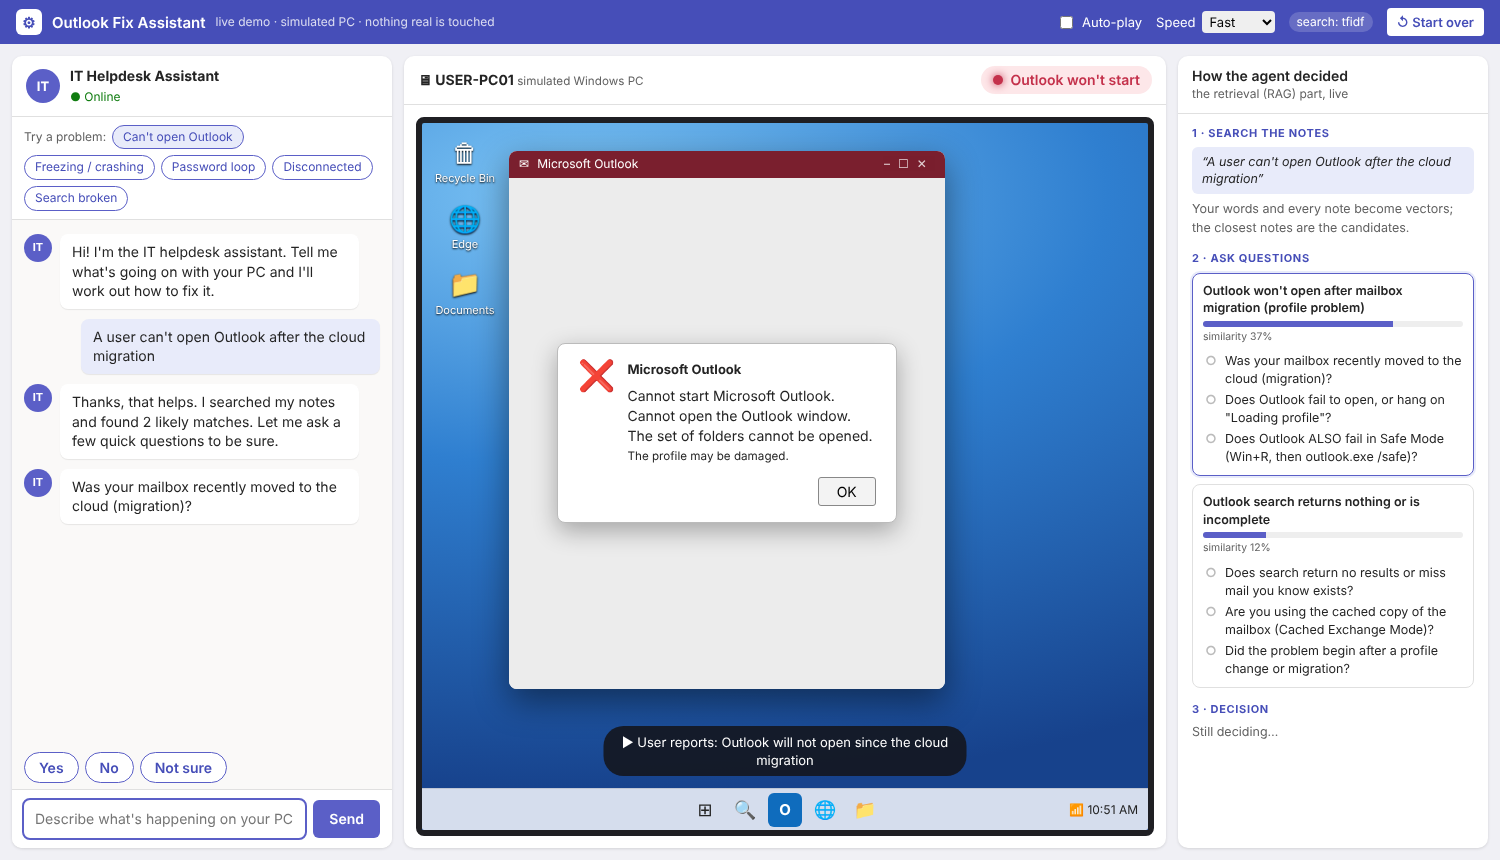 Outlook Fix Assistant
live demo · simulated PC · nothing real is touched
Auto-play
Speed
Fast
search: tfidf
Start over
IT
IT Helpdesk Assistant
Online
Try a problem:
Can't open Outlook
Freezing / crashing
Password loop
Disconnected
Search broken
IT
Hi! I'm the IT helpdesk assistant. Tell me
what's going on with your PC and I'll
work out how to fix it.
A user can't open Outlook after the cloud
migration
IT
Thanks, that helps. I searched my notes
and found 2 likely matches. Let me ask a
few quick questions to be sure.
IT
Was your mailbox recently moved to the
cloud (migration)?
Yes
No
Not sure
Describe what's happening on your PC
Send
USER-PC01 simulated Windows PC
Outlook won't start
Recycle Bin
Edge
Documents
Microsoft Outlook
Microsoft Outlook
Cannot start Microsoft Outlook.
Cannot open the Outlook window.
The set of folders cannot be opened.
The profile may be damaged.
OK
▶ User reports: Outlook will not open since the cloud
migration
O
10:51 AM
How the agent decided
the retrieval (RAG) part, live
1 · SEARCH THE NOTES
“A user can't open Outlook after the cloud
migration”
Your words and every note become vectors;
the closest notes are the candidates.
2 · ASK QUESTIONS
Outlook won't open after mailbox
migration (profile problem)
similarity 37%
Was your mailbox recently moved to the
cloud (migration)?
Does Outlook fail to open, or hang on
"Loading profile"?
Does Outlook ALSO fail in Safe Mode
(Win+R, then outlook.exe /safe)?
Outlook search returns nothing or is
incomplete
similarity 12%
Does search return no results or miss
mail you know exists?
Are you using the cached copy of the
mailbox (Cached Exchange Mode)?
Did the problem begin after a profile
change or migration?
3 · DECISION
Still deciding...